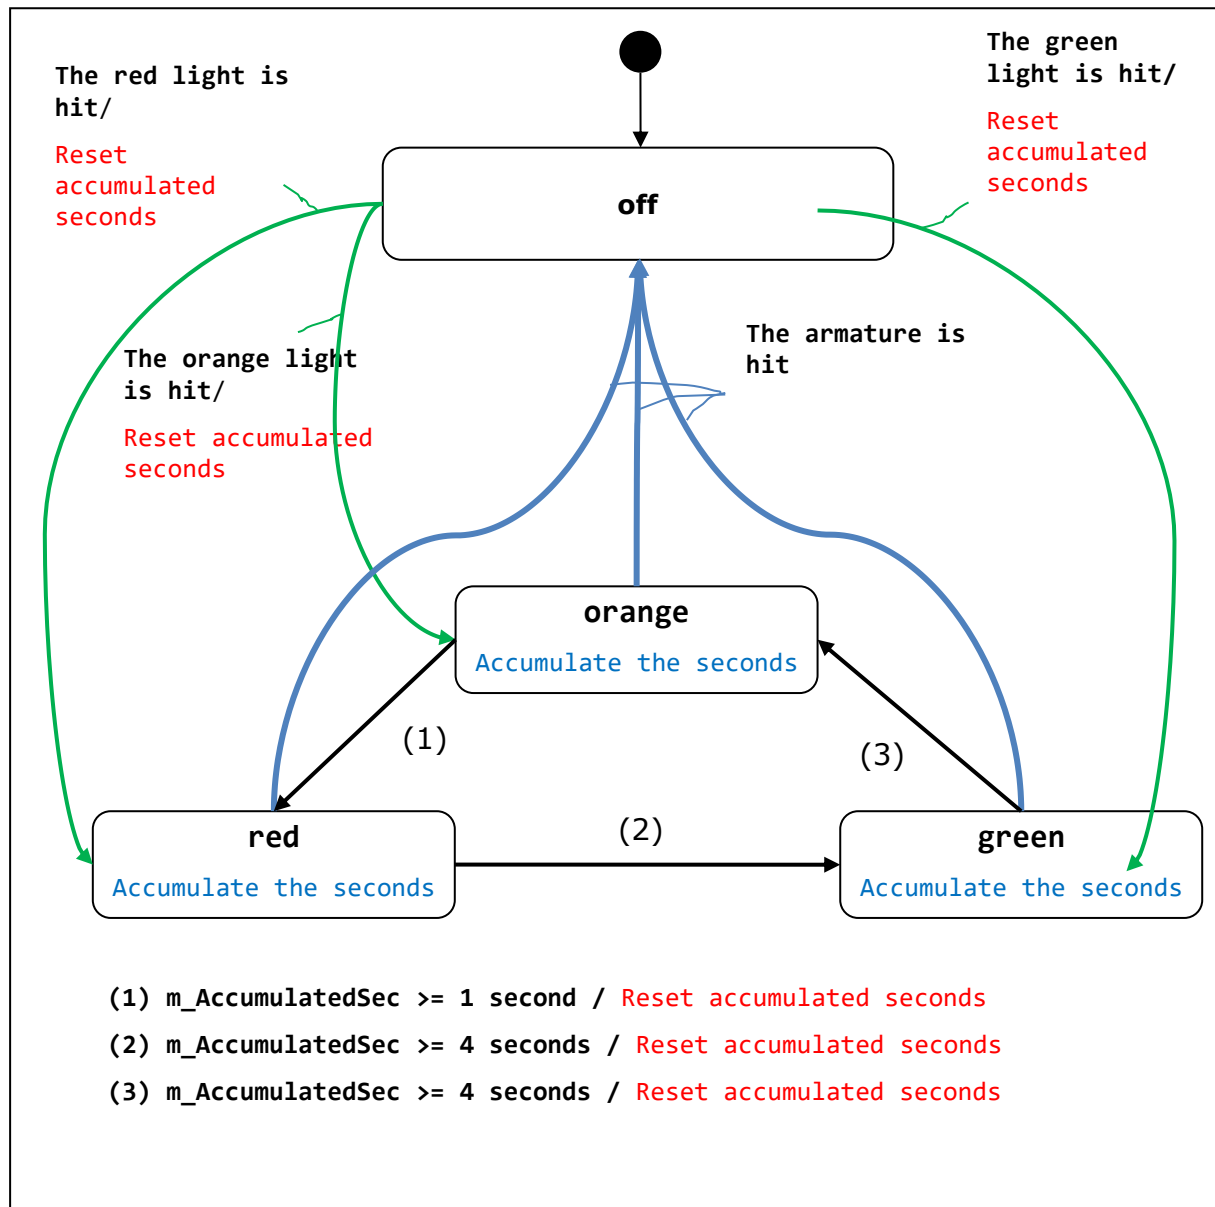 The red light is
hit/
Reset
accumulated
seconds
The green
light is hit/
Reset
accumulated
seconds
off
The orange light
is hit/
Reset accumulated
seconds
The armature is
hit
orange
Accumulate the seconds
(1)
(3)
(2)
red
Accumulate the seconds
green
Accumulate the seconds
(1) m_AccumulatedSec >= 1 second / Reset accumulated seconds
(2) m_AccumulatedSec >= 4 seconds / Reset accumulated seconds
(3) m_AccumulatedSec >= 4 seconds / Reset accumulated seconds